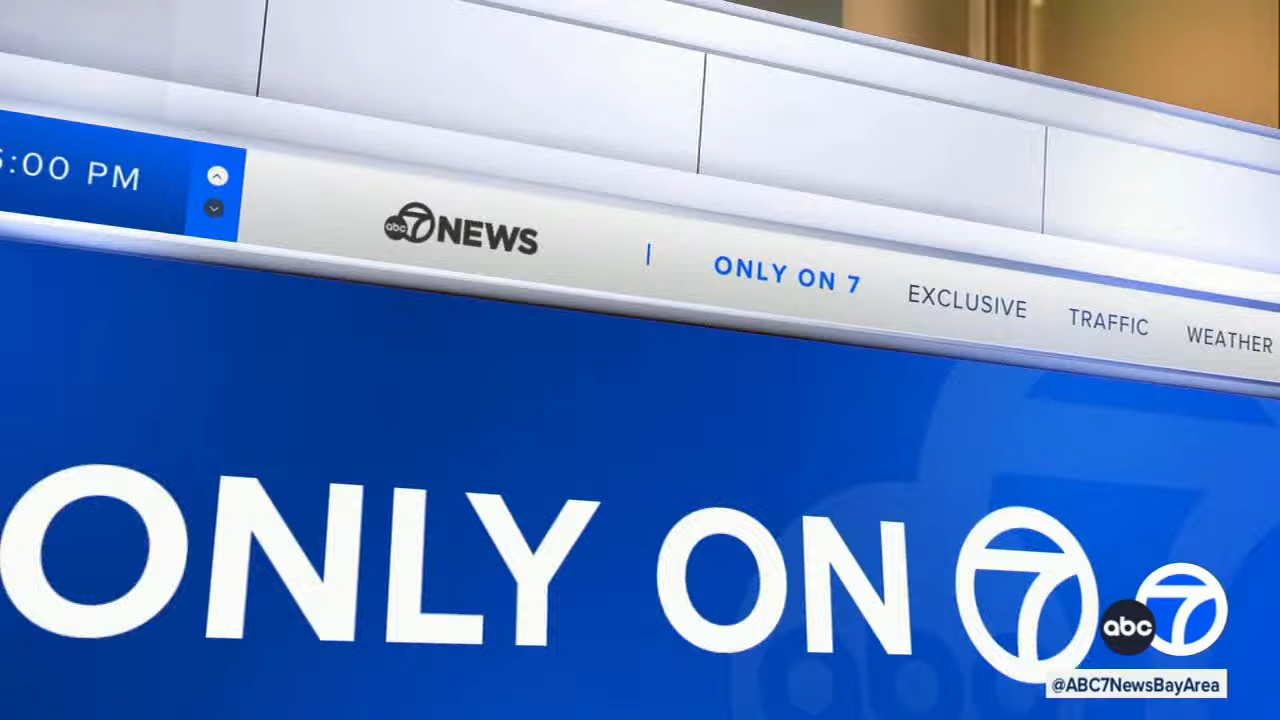 :00 PM
abc 7 NEWS | ONLY ON 7 EXCLUSIVE TRAFFIC WEATHER
ONLY ON 7
abc 7
@ABC7NewsBayArea